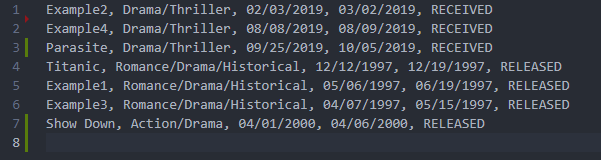 1 Example2, Drama/Thriller, 02/03/2019, 03/02/2019, RECEIVED
2 Example4, Drama/Thriller, 08/08/2019, 08/09/2019, RECEIVED
3 Parasite, Drama/Thriller, 09/25/2019, 10/05/2019, RECEIVED
4 Titanic, Romance/Drama/Historical, 12/12/1997, 12/19/1997, RELEASED
5 Example1, Romance/Drama/Historical, 05/06/1997, 06/19/1997, RELEASED
6 Example3, Romance/Drama/Historical, 04/07/1997, 05/15/1997, RELEASED
7 Show Down, Action/Drama, 04/01/2000, 04/06/2000, RELEASED
8